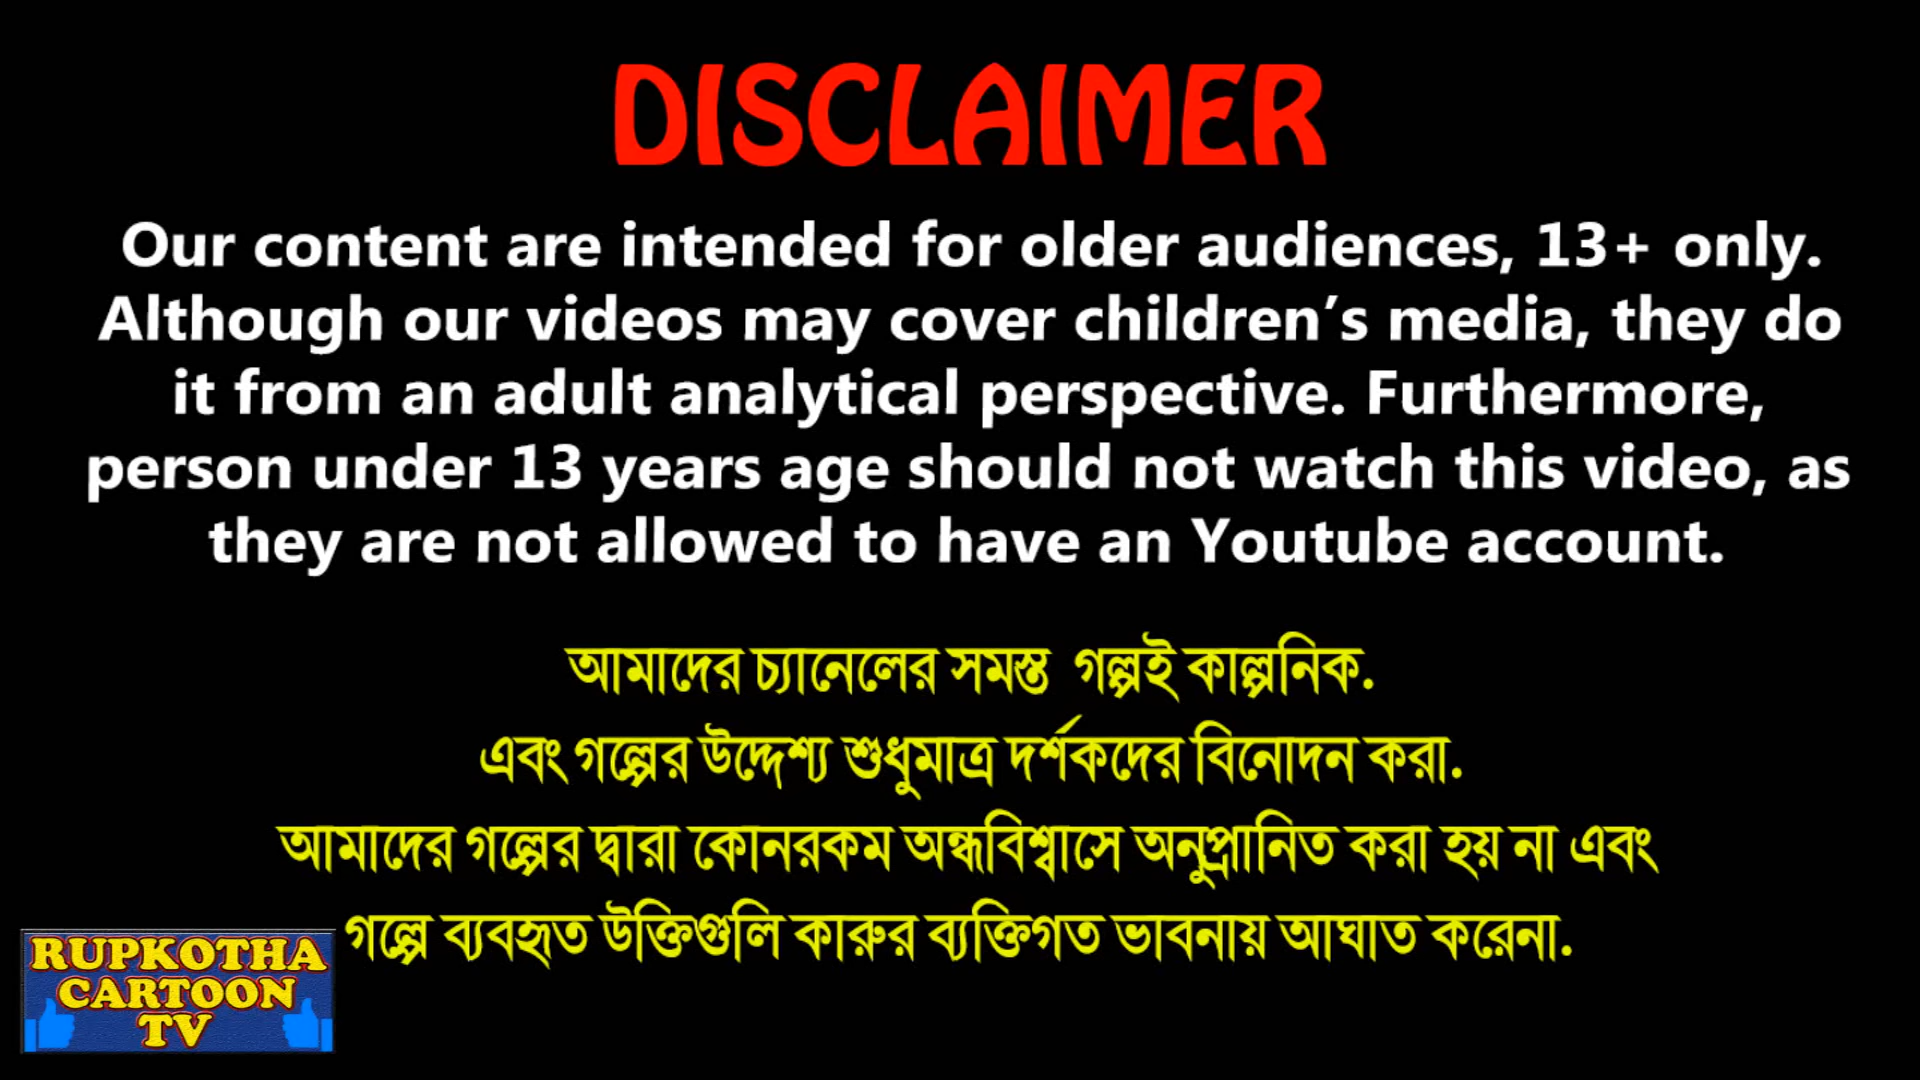 DISCLAIMER
Our content are intended for older audiences, 13+ only.
Although our videos may cover children’s media, they do
it from an adult analytical perspective. Furthermore,
person under 13 years age should not watch this video, as
they are not allowed to have an Youtube account.
আমাদের চ্যানেলের সমস্ত গল্পই কাল্পনিক.
এবং গল্পের উদ্দেশ্য শুধুমাত্র দর্শকদের বিনোদন করা.
আমাদের গল্পের দ্বারা কোনরকম অন্ধবিশ্বাসে অনুপ্রানিত করা হয় না এবং
গল্পে ব্যবহৃত উক্তিগুলি কারুর ব্যক্তিগত ভাবনায় আঘাত করেনা.
RUPKOTHA
CARTOON
TV